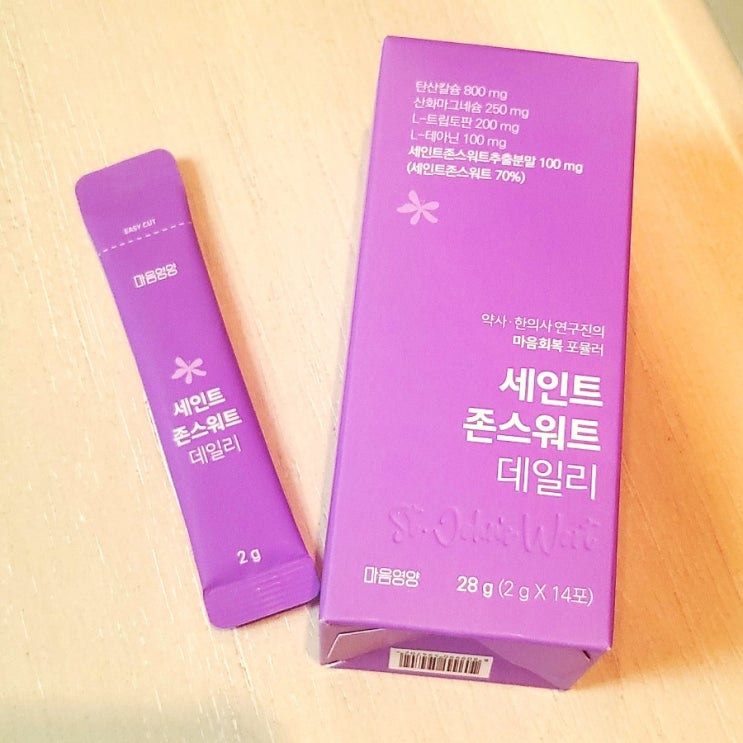 탄산칼슘 800 mg
산화마그네슘 250 mg
L-트립토판 200 mg
L-테아닌 100 mg
세인트존스워트추출분말 100 mg
(세인트존스워트 70%)
약사·한의사 연구진의
마음회복 포뮬러
세인트
존스워트
데일리
St. John's Wort
마음영양
28 g (2 g X 14포)
EASY CUT
마음영양
세인트
존스워트
데일리
2 g